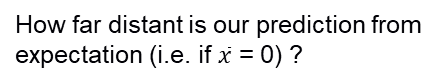 How far distant is our prediction from
expectation (i.e. if ẋ = 0) ?